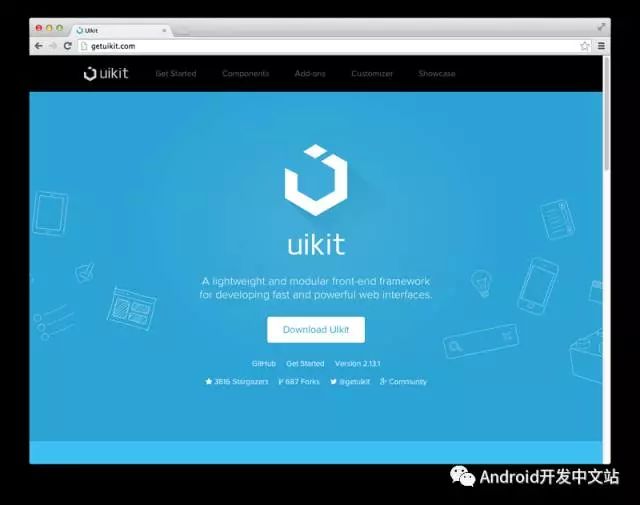 UIkit
getuikit.com
uikit Get Started Components Add-ons Customizer Showcase
uikit
A lightweight and modular front-end framework
for developing fast and powerful web interfaces.
Download UIkit
GitHub Get Started Version 2.13.1
3816 Stargazers 687 Forks @getuikit Community
Android开发中文站